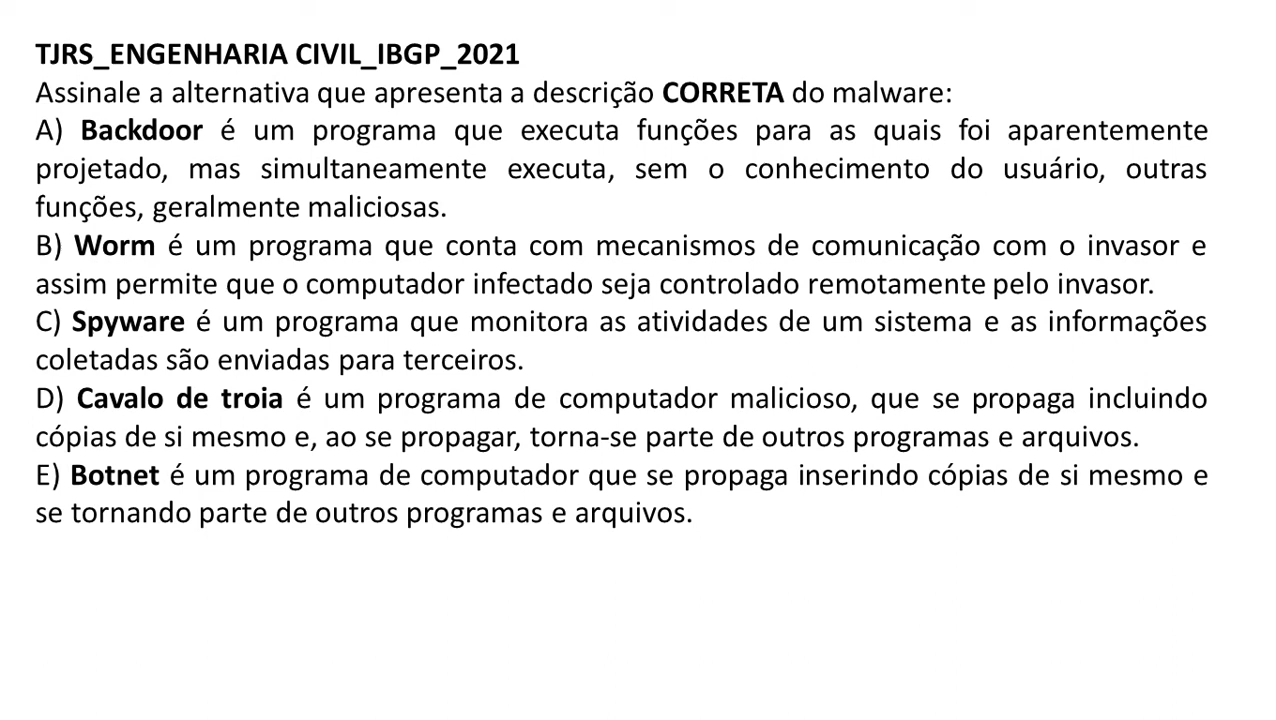 TJRS_ENGENHARIA CIVIL_IBGP_2021
Assinale a alternativa que apresenta a descrição CORRETA do malware:
A) Backdoor é um programa que executa funções para as quais foi aparentemente
projetado, mas simultaneamente executa, sem o conhecimento do usuário, outras
funções, geralmente maliciosas.
B) Worm é um programa que conta com mecanismos de comunicação com o invasor e
assim permite que o computador infectado seja controlado remotamente pelo invasor.
C) Spyware é um programa que monitora as atividades de um sistema e as informações
coletadas são enviadas para terceiros.
D) Cavalo de troia é um programa de computador malicioso, que se propaga incluindo
cópias de si mesmo e, ao se propagar, torna-se parte de outros programas e arquivos.
E) Botnet é um programa de computador que se propaga inserindo cópias de si mesmo e
se tornando parte de outros programas e arquivos.